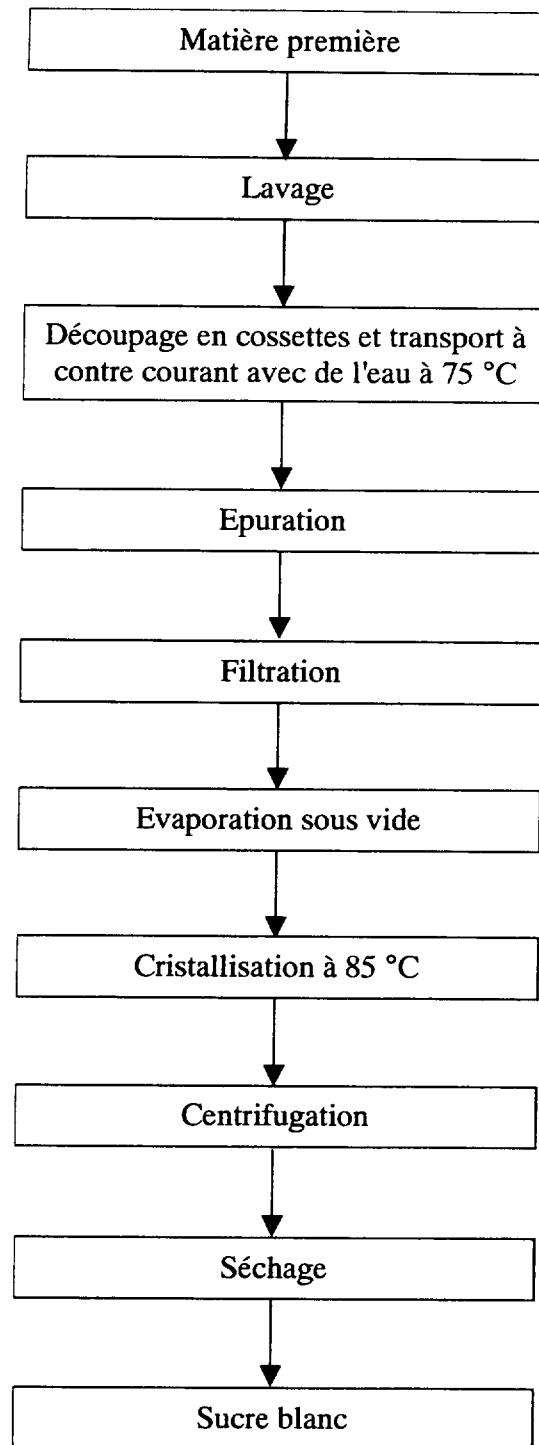 Matière première
Lavage
Découpage en cossettes et transport à
contre courant avec de l'eau à 75 °C
Epuration
Filtration
Evaporation sous vide
Cristallisation à 85 °C
Centrifugation
Séchage
Sucre blanc